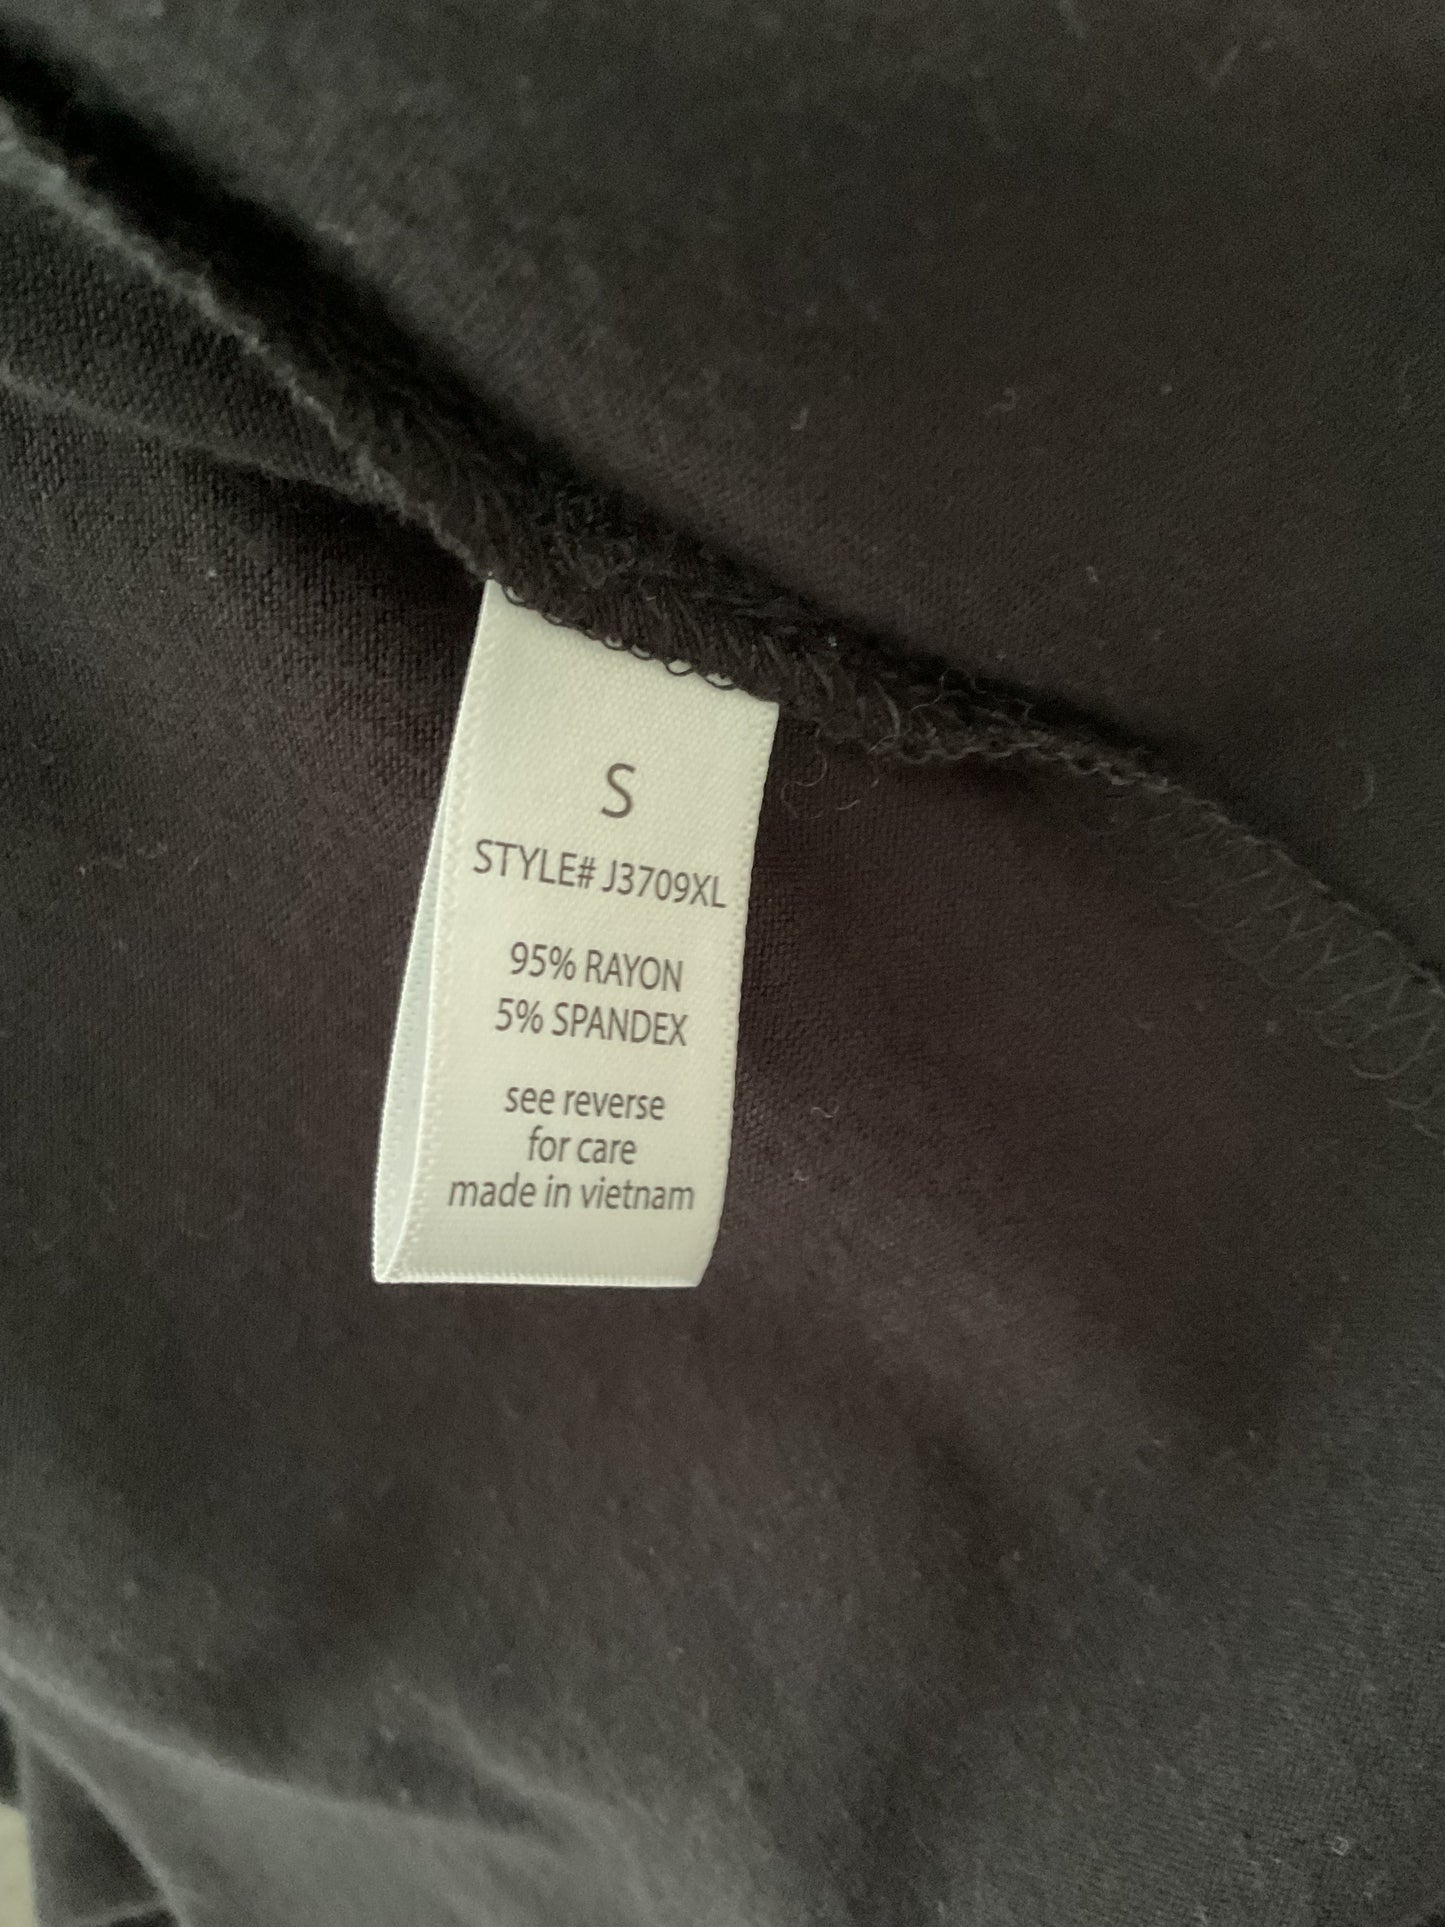 S
STYLE# J3709XL
95% RAYON
5% SPANDEX
see reverse
for care
made in vietnam